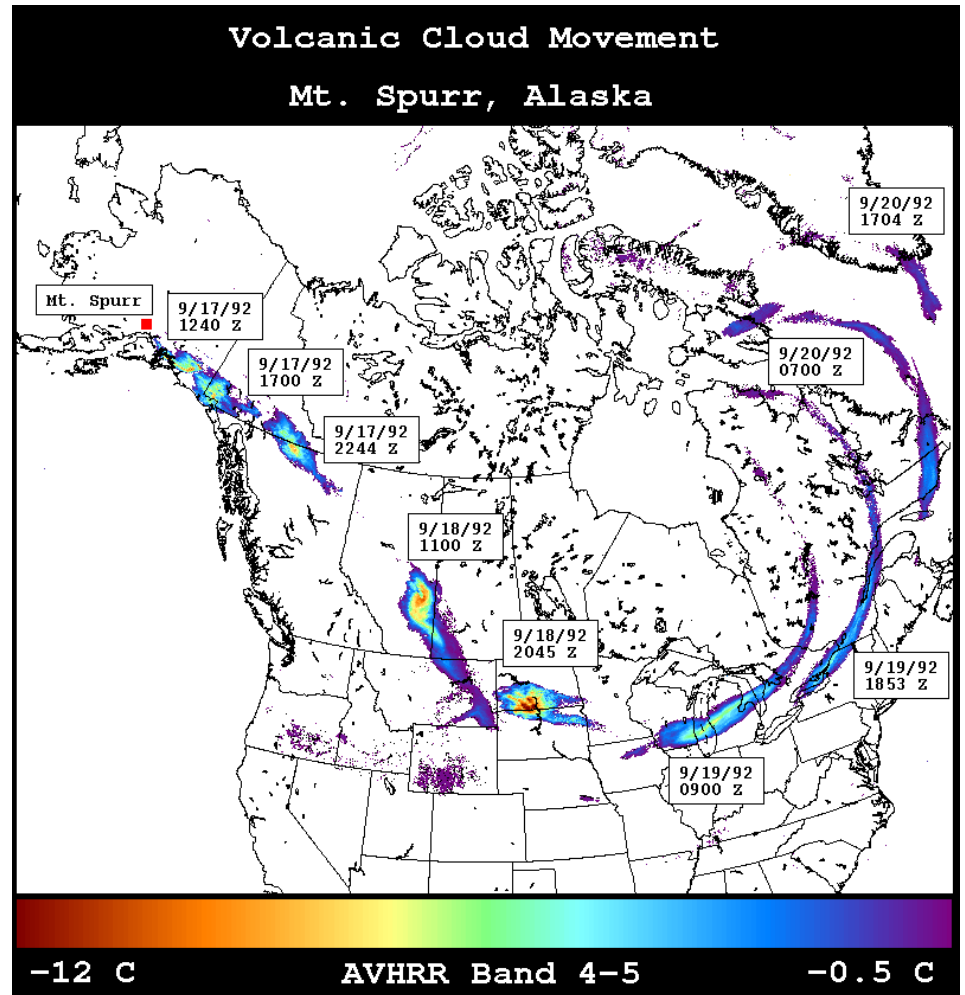 Volcanic Cloud Movement
Mt. Spurr, Alaska
9/20/92
1704 Z
Mt. Spurr
9/17/92
1240 Z
9/17/92
1700 Z
9/20/92
0700 Z
9/17/92
2244 Z
9/18/92
1100 Z
9/18/92
2045 Z
9/19/92
1853 Z
9/19/92
0900 Z
-12 C
AVHRR Band 4-5
-0.5 C